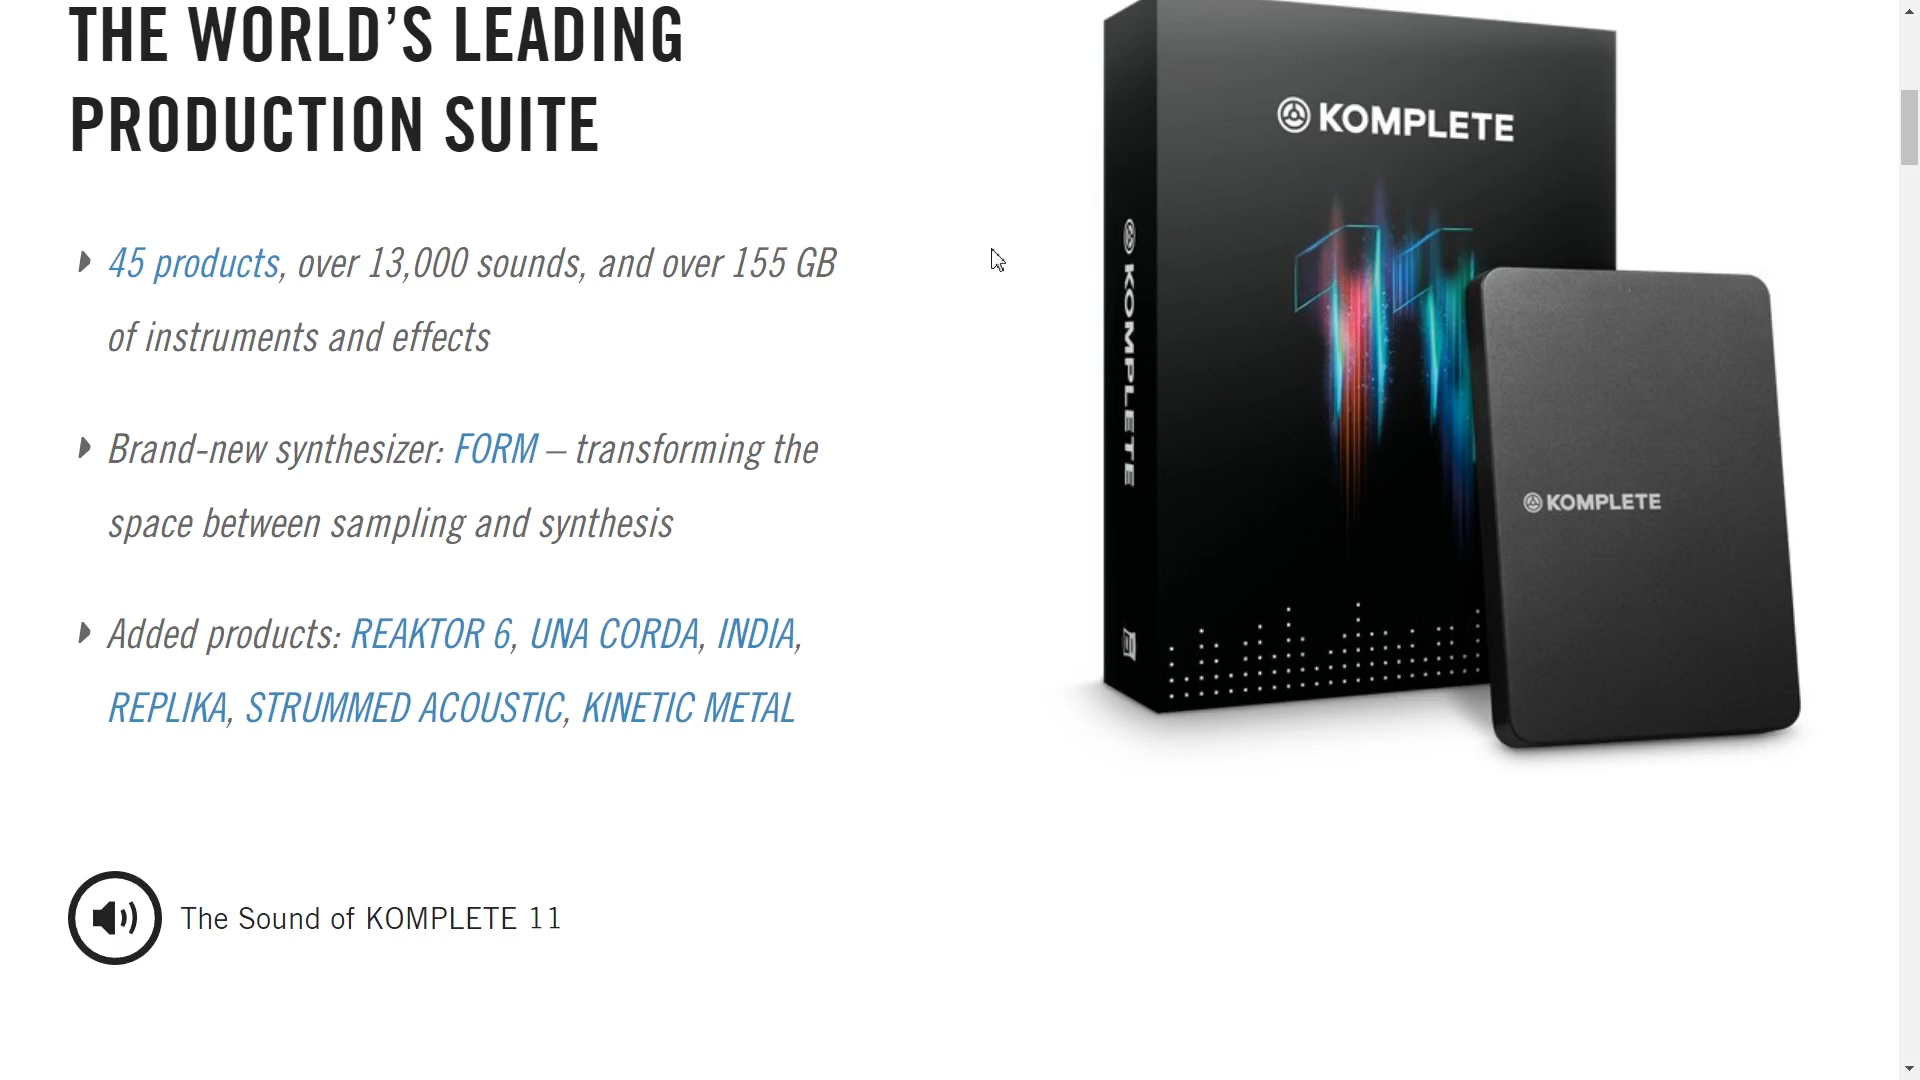 THE WORLD’S LEADING
PRODUCTION SUITE
45 products, over 13,000 sounds, and over 155 GB
of instruments and effects
Brand-new synthesizer: FORM – transforming the
space between sampling and synthesis
Added products: REAKTOR 6, UNA CORDA, INDIA,
REPLIKA, STRUMMED ACOUSTIC, KINETIC METAL
The Sound of KOMPLETE 11
KOMPLETE
KOMPLETE
11
KOMPLETE